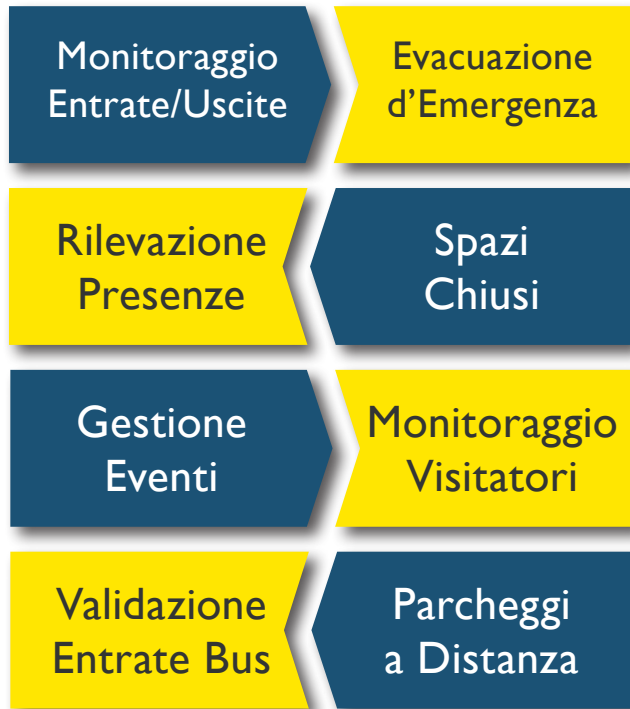 Monitoraggio
Entrate/Uscite
Evacuazione
d'Emergenza
Rilevazione
Presenze
Spazi
Chiusi
Gestione
Eventi
Monitoraggio
Visitatori
Validazione
Entrate Bus
Parcheggi
a Distanza